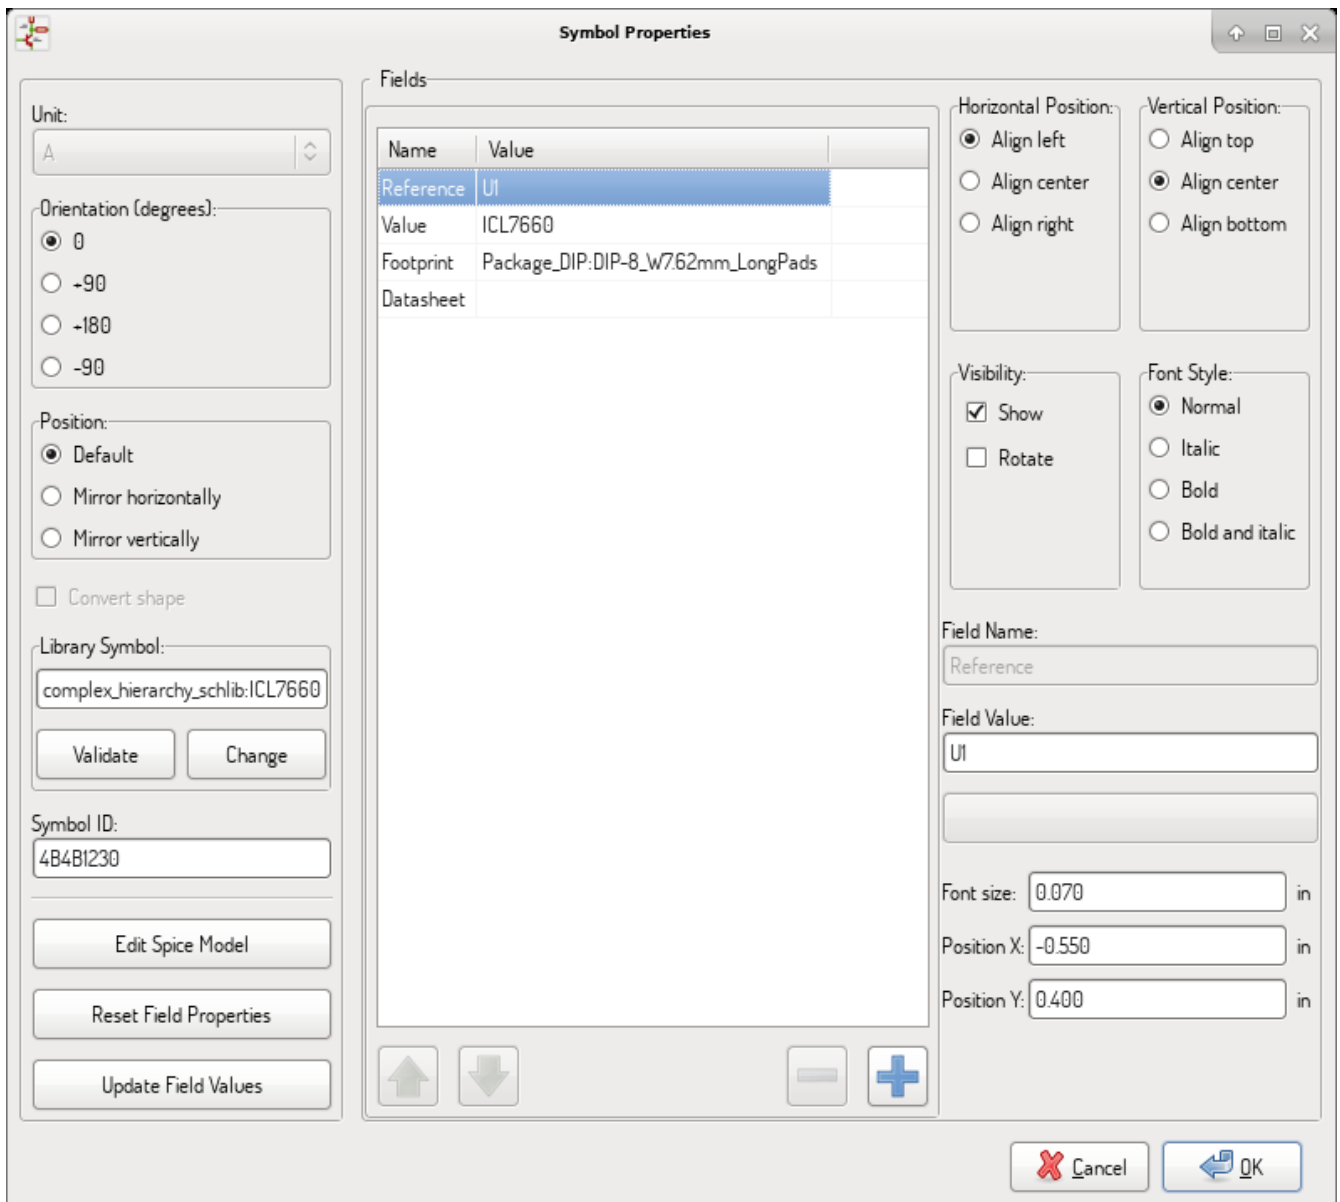 Symbol Properties
Unit:
A
Orientation (degrees):
0
+90
+180
-90
Position:
Default
Mirror horizontally
Mirror vertically
Convert shape
Library Symbol:
complex_hierarchy_schlib:ICL7660
Validate
Change
Symbol ID:
4B4B1230
Edit Spice Model
Reset Field Properties
Update Field Values
Fields
Name Value
Reference U1
Value ICL7660
Footprint Package_DIP:DIP-8_W7.62mm_LongPads
Datasheet
Horizontal Position:
Align left
Align center
Align right
Vertical Position:
Align top
Align center
Align bottom
Visibility:
Show
Rotate
Font Style:
Normal
Italic
Bold
Bold and italic
Field Name:
Reference
Field Value:
U1
Font size: 0.070 in
Position X: -0.550 in
Position Y: 0.400 in
Cancel
OK